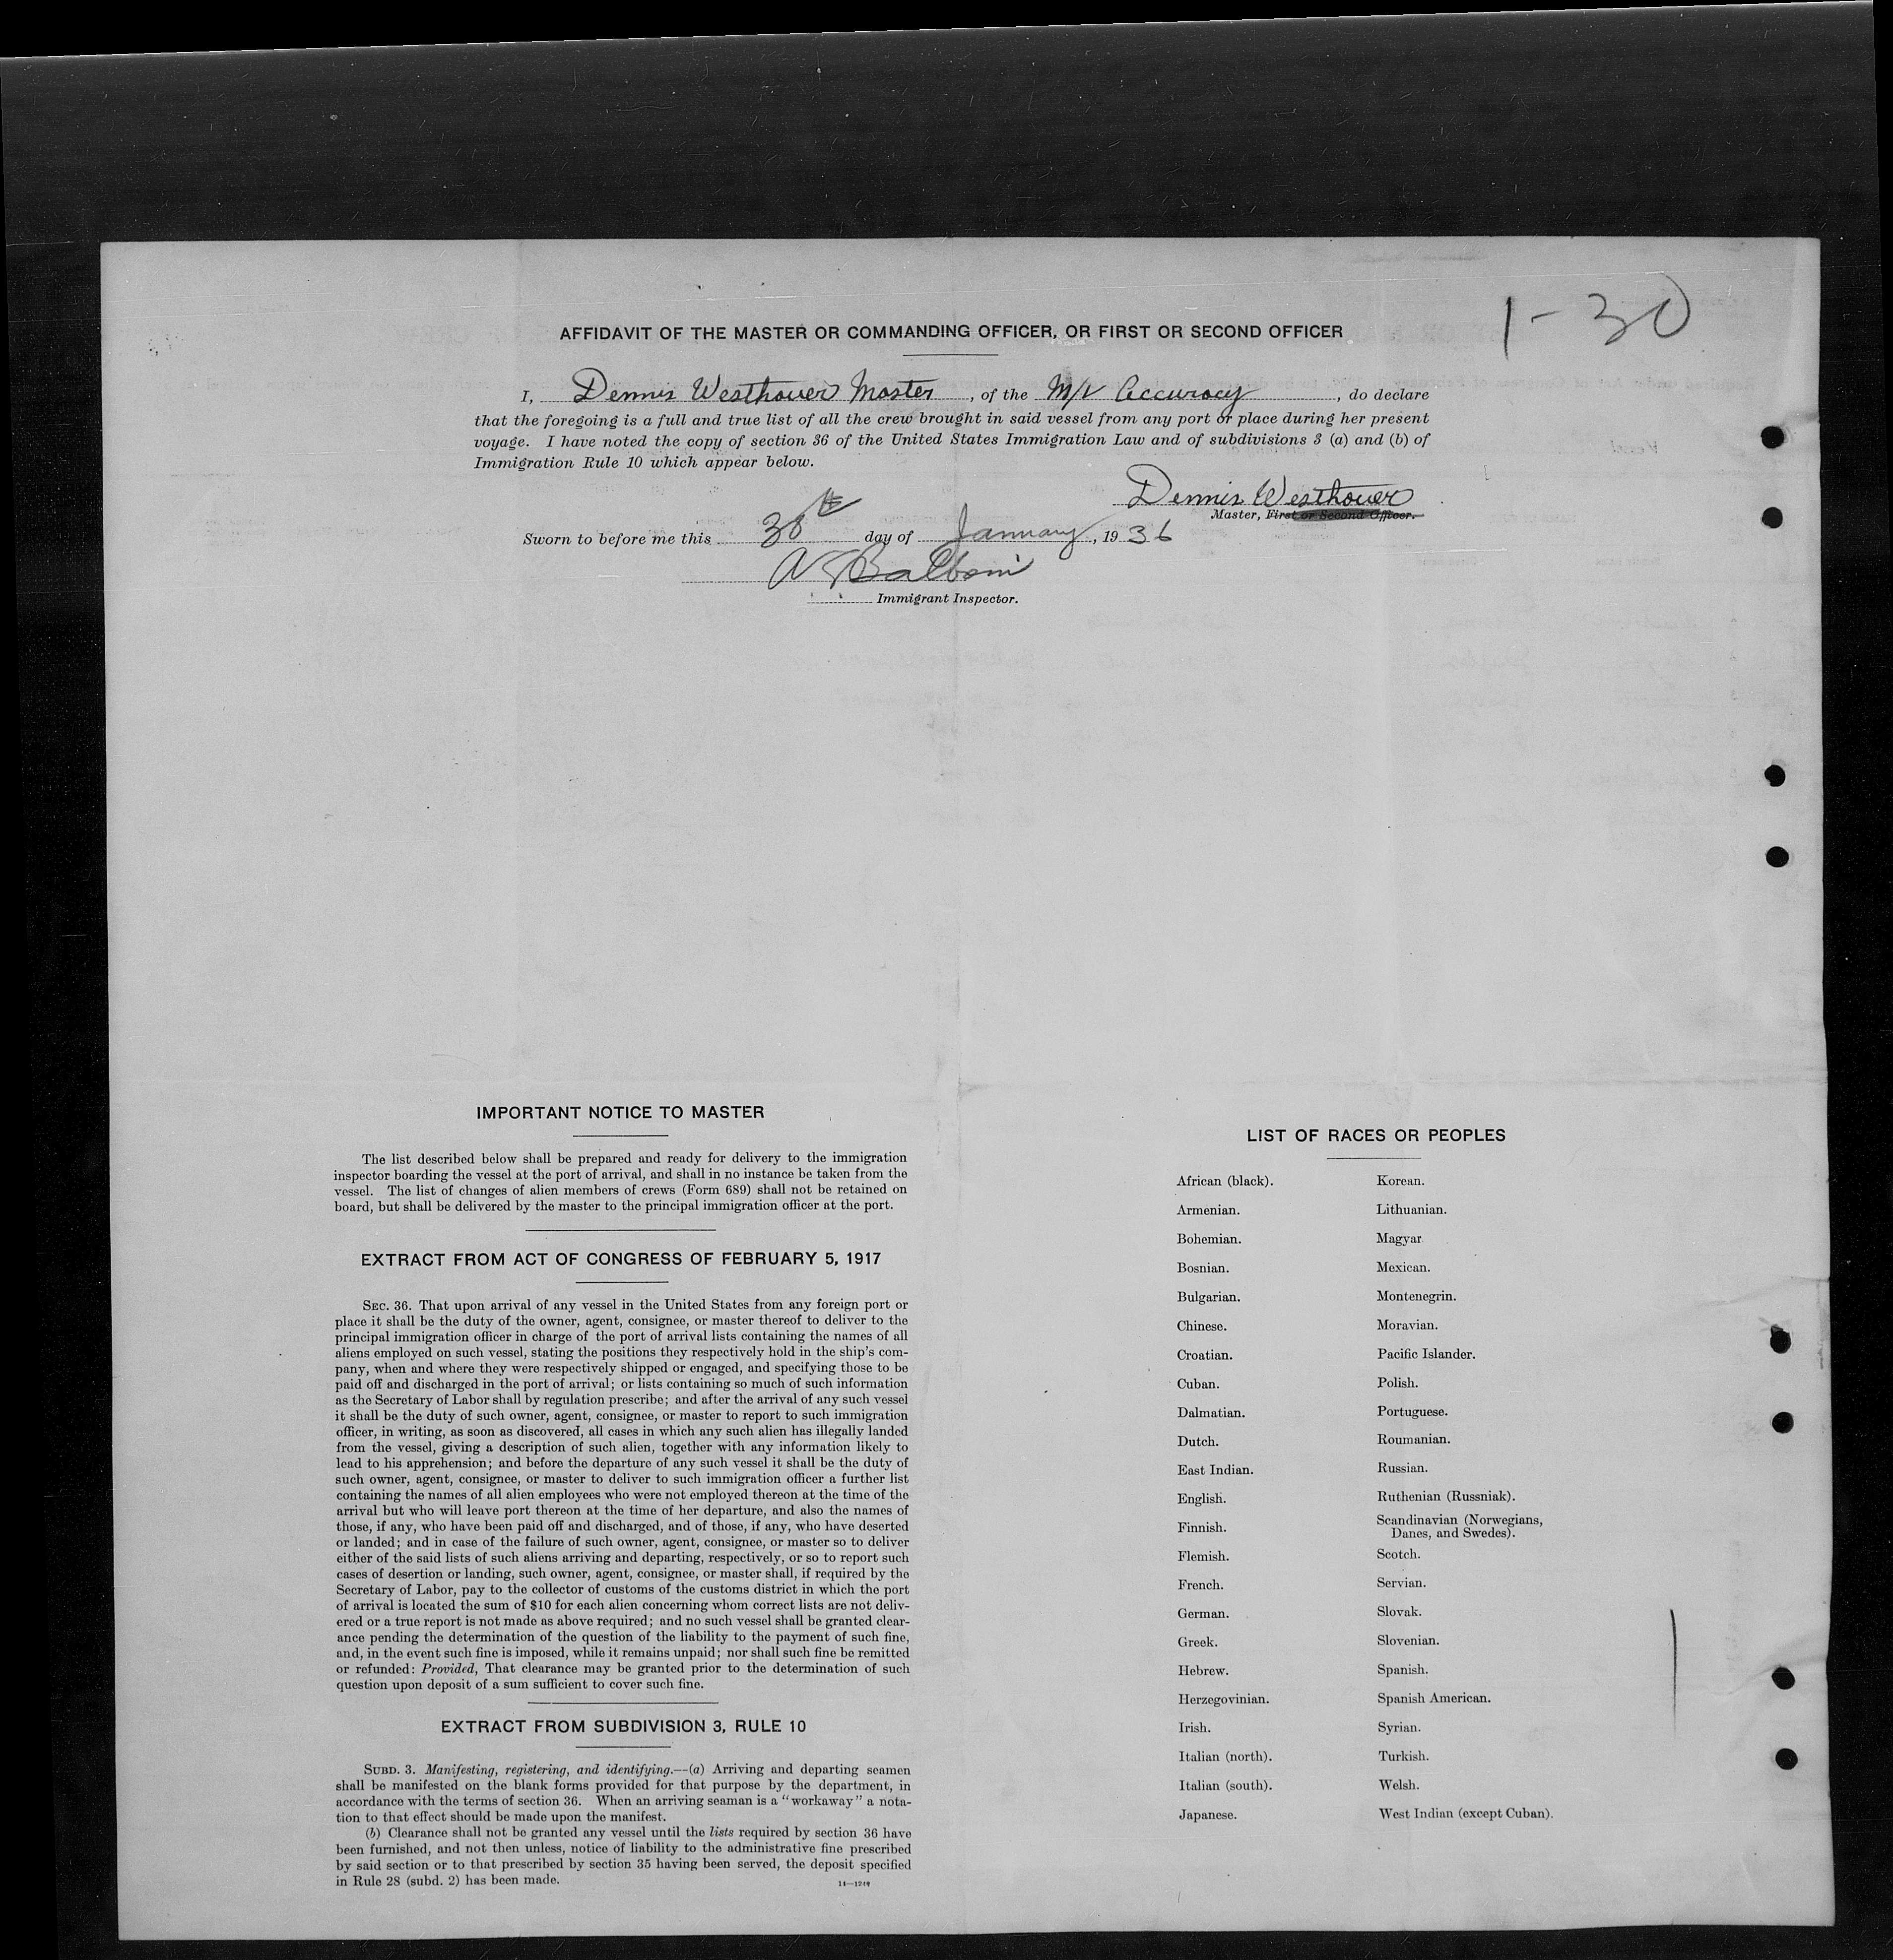 1-30
AFFIDAVIT OF THE MASTER OR COMMANDING OFFICER, OR FIRST OR SECOND OFFICER
I, Dennis Westhaver Master, of the M/V Accuracy, do declare
that the foregoing is a full and true list of all the crew brought in said vessel from any port or place during her present
voyage. I have noted the copy of section 36 of the United States Immigration Law and of subdivisions 3 (a) and (b) of
Immigration Rule 10 which appear below.
Dennis Westhaver
Master, First or Second Officer.
Sworn to before me this 30th day of January, 1936
Immigrant Inspector.
IMPORTANT NOTICE TO MASTER
The list described below shall be prepared and ready for delivery to the immigration
inspector boarding the vessel at the port of arrival, and shall in no instance be taken from the
vessel. The list of changes of alien members of crews (Form 689) shall not be retained on
board, but shall be delivered by the master to the principal immigration officer at the port.
EXTRACT FROM ACT OF CONGRESS OF FEBRUARY 5, 1917
SEC. 36. That upon arrival of any vessel in the United States from any foreign port or
place it shall be the duty of the owner, agent, consignee, or master thereof to deliver to the
principal immigration officer in charge of the port of arrival lists containing the names of all
aliens employed on such vessel, stating the positions they respectively hold in the ship's com-
pany, when and where they were respectively shipped or engaged, and specifying those to be
paid off and discharged in the port of arrival; or lists containing so much of such information
as the Secretary of Labor shall by regulation prescribe; and after the arrival of any such vessel
it shall be the duty of such owner, agent, consignee, or master to report to such immigration
officer, in writing, as soon as discovered, all cases in which any such alien has illegally landed
from the vessel, giving a description of such alien, together with any information likely to
lead to his apprehension; and before the departure of any such vessel it shall be the duty of
such owner, agent, consignee, or master to deliver to such immigration officer a further list
containing the names of all alien employees who were not employed thereon at the time of the
arrival but who will leave port thereon at the time of her departure, and also the names of
those, if any, who have been paid off and discharged, and of those, if any, who have deserted
or landed; and in case of the failure of such owner, agent, consignee, or master so to deliver
either of the said lists of such aliens arriving and departing, respectively, or so to report such
cases of desertion or landing, such owner, agent, consignee, or master shall, if required by the
Secretary of Labor, pay to the collector of customs of the customs district in which the port
of arrival is located the sum of $10 for each alien concerning whom correct lists are not deliv-
ered or a true report is not made as above required; and no such vessel shall be granted clear-
ance pending the determination of the question of the liability to the payment of such fine,
and, in the event such fine is imposed, while it remains unpaid; nor shall such fine be remitted
or refunded: Provided, That clearance may be granted prior to the determination of such
question upon deposit of a sum sufficient to cover such fine.
EXTRACT FROM SUBDIVISION 3, RULE 10
SUBD. 3. Manifesting, registering, and identifying.—(a) Arriving and departing seamen
shall be manifested on the blank forms provided for that purpose by the department, in
accordance with the terms of section 36. When an arriving seaman is a "workaway" a nota-
tion to that effect should be made upon the manifest.
(b) Clearance shall not be granted any vessel until the lists required by section 36 have
been furnished, and not then unless, notice of liability to the administrative fine prescribed
by said section or to that prescribed by section 35 having been served, the deposit specified
in Rule 28 (subd. 2) has been made.
14—1249
LIST OF RACES OR PEOPLES
African (black).
Armenian.
Bohemian.
Bosnian.
Bulgarian.
Chinese.
Croatian.
Cuban.
Dalmatian.
Dutch.
East Indian.
English.
Finnish.
Flemish.
French.
German.
Greek.
Hebrew.
Herzegovinian.
Irish.
Italian (north).
Italian (south).
Japanese.
Korean.
Lithuanian.
Magyar
Mexican.
Montenegrin.
Moravian.
Pacific Islander.
Polish.
Portuguese.
Roumanian.
Russian.
Ruthenian (Russniak).
Scandinavian (Norwegians,
Danes, and Swedes).
Scotch.
Servian.
Slovak.
Slovenian.
Spanish.
Spanish American.
Syrian.
Turkish.
Welsh.
West Indian (except Cuban).